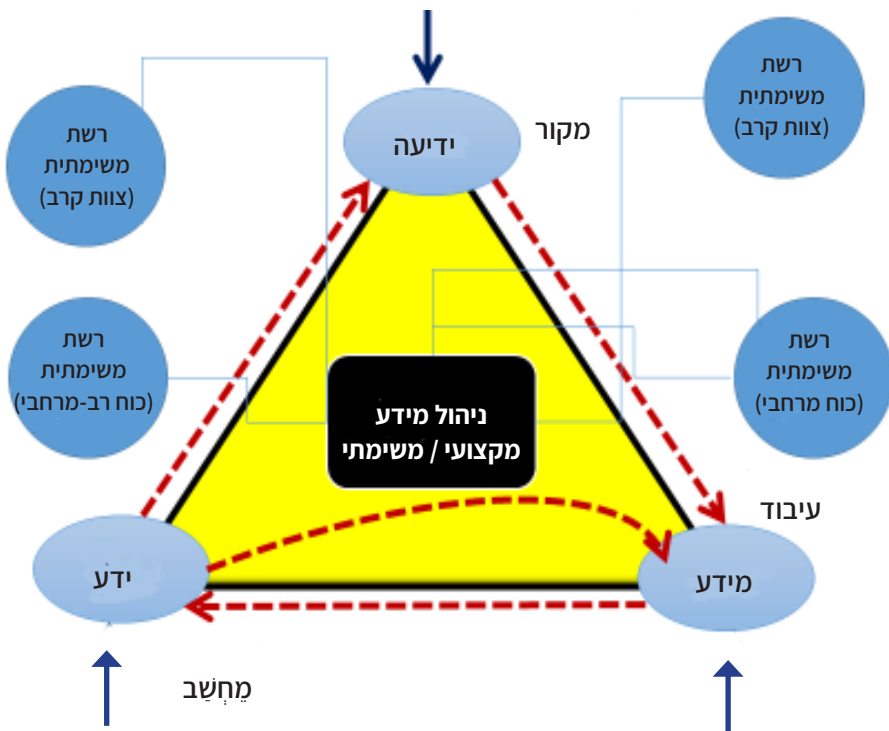 רשת
משימתית
(צוות קרב)
מקור
ידיעה
רשת
משימתית
(צוות קרב)
רשת
משימתית
(כוח מרחבי)
ניהול מידע
מקצועי / משימתי
רשת
משימתית
(כוח רב-מרחבי)
עיבוד
מידע
ידע
מַחְשֵׁב